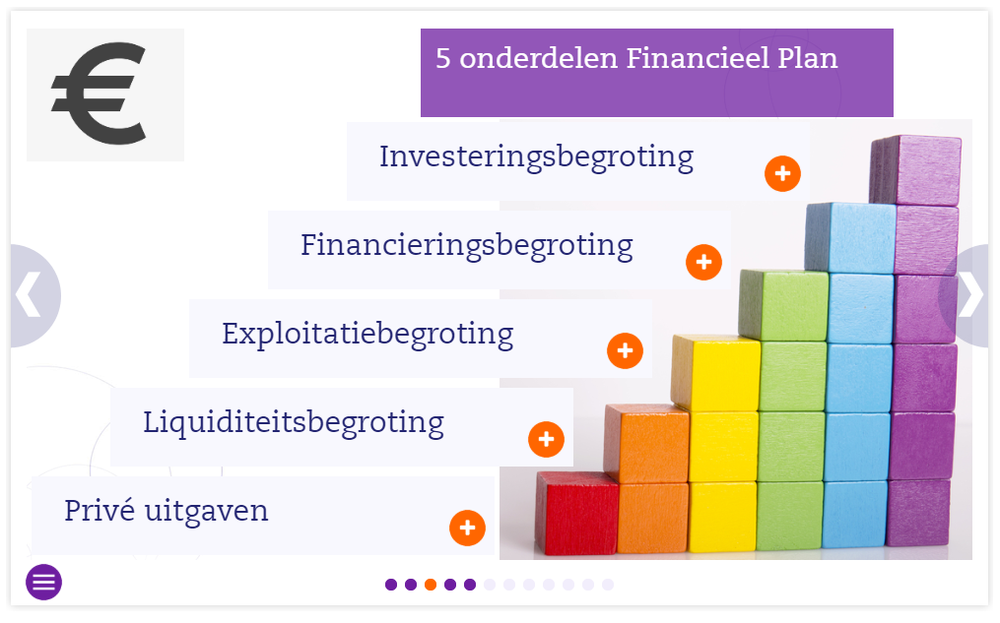 €
5 onderdelen Financieel Plan
Investeringsbegroting
Financieringsbegroting
Exploitatiebegroting
Liquiditeitsbegroting
Privé uitgaven